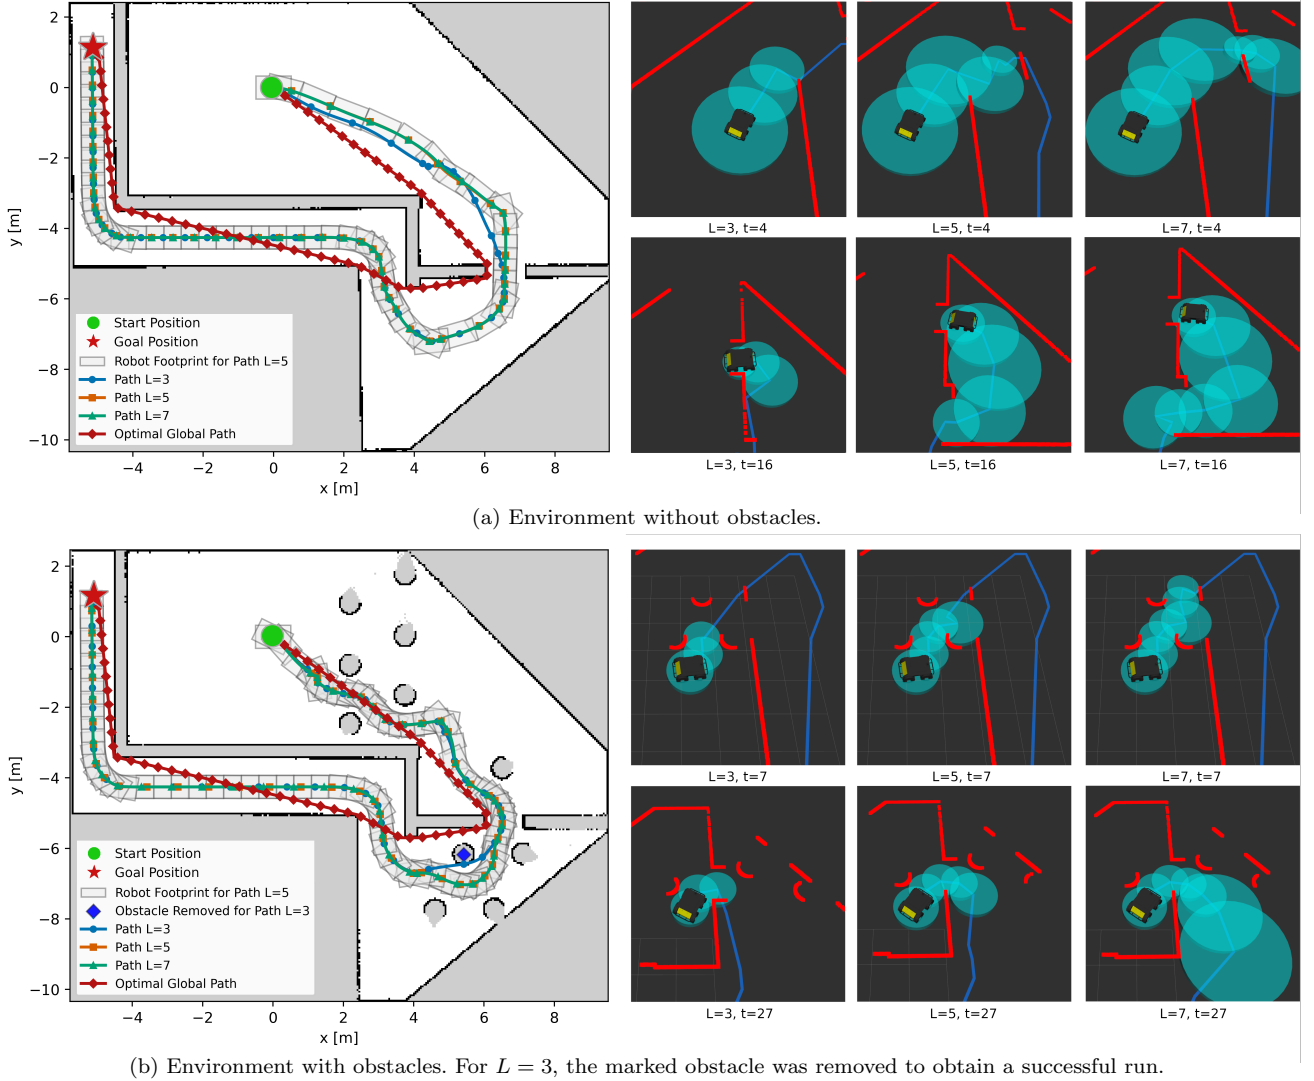 2
0
−2
−4
−6
−8
−10
y [m]
−4
−2
0
2
4
6
8
x [m]
Start Position
Goal Position
Robot Footprint for Path L=5
Path L=3
Path L=5
Path L=7
Optimal Global Path
L=3, t=4
L=5, t=4
L=7, t=4
L=3, t=16
L=5, t=16
L=7, t=16
(a) Environment without obstacles.
2
0
−2
−4
−6
−8
−10
y [m]
−4
−2
0
2
4
6
8
x [m]
Start Position
Goal Position
Robot Footprint for Path L=5
Obstacle Removed for Path L=3
Path L=3
Path L=5
Path L=7
Optimal Global Path
L=3, t=7
L=5, t=7
L=7, t=7
L=3, t=27
L=5, t=27
L=7, t=27
(b) Environment with obstacles. For L = 3, the marked obstacle was removed to obtain a successful run.